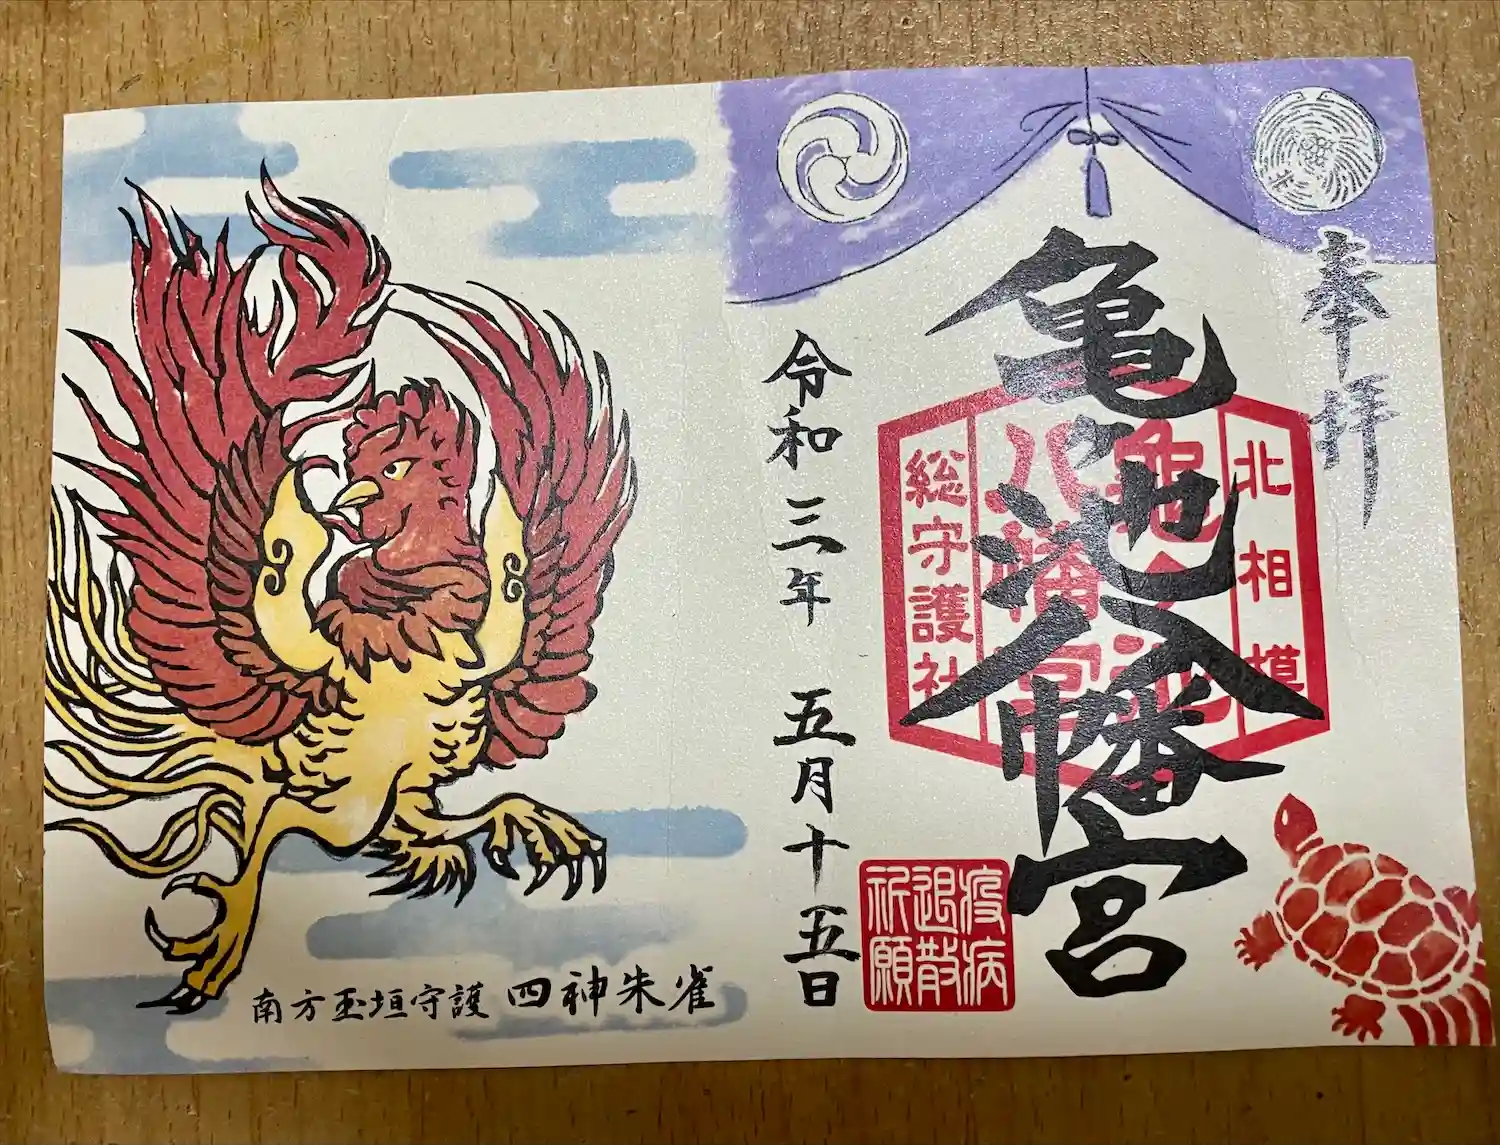 奉拝
亀ヶ池八幡宮
北相模
亀ヶ池
八幡宮
総守護社
疫病
退散
祈願
令和三年 五月十五日
南方玉垣守護 四神朱雀